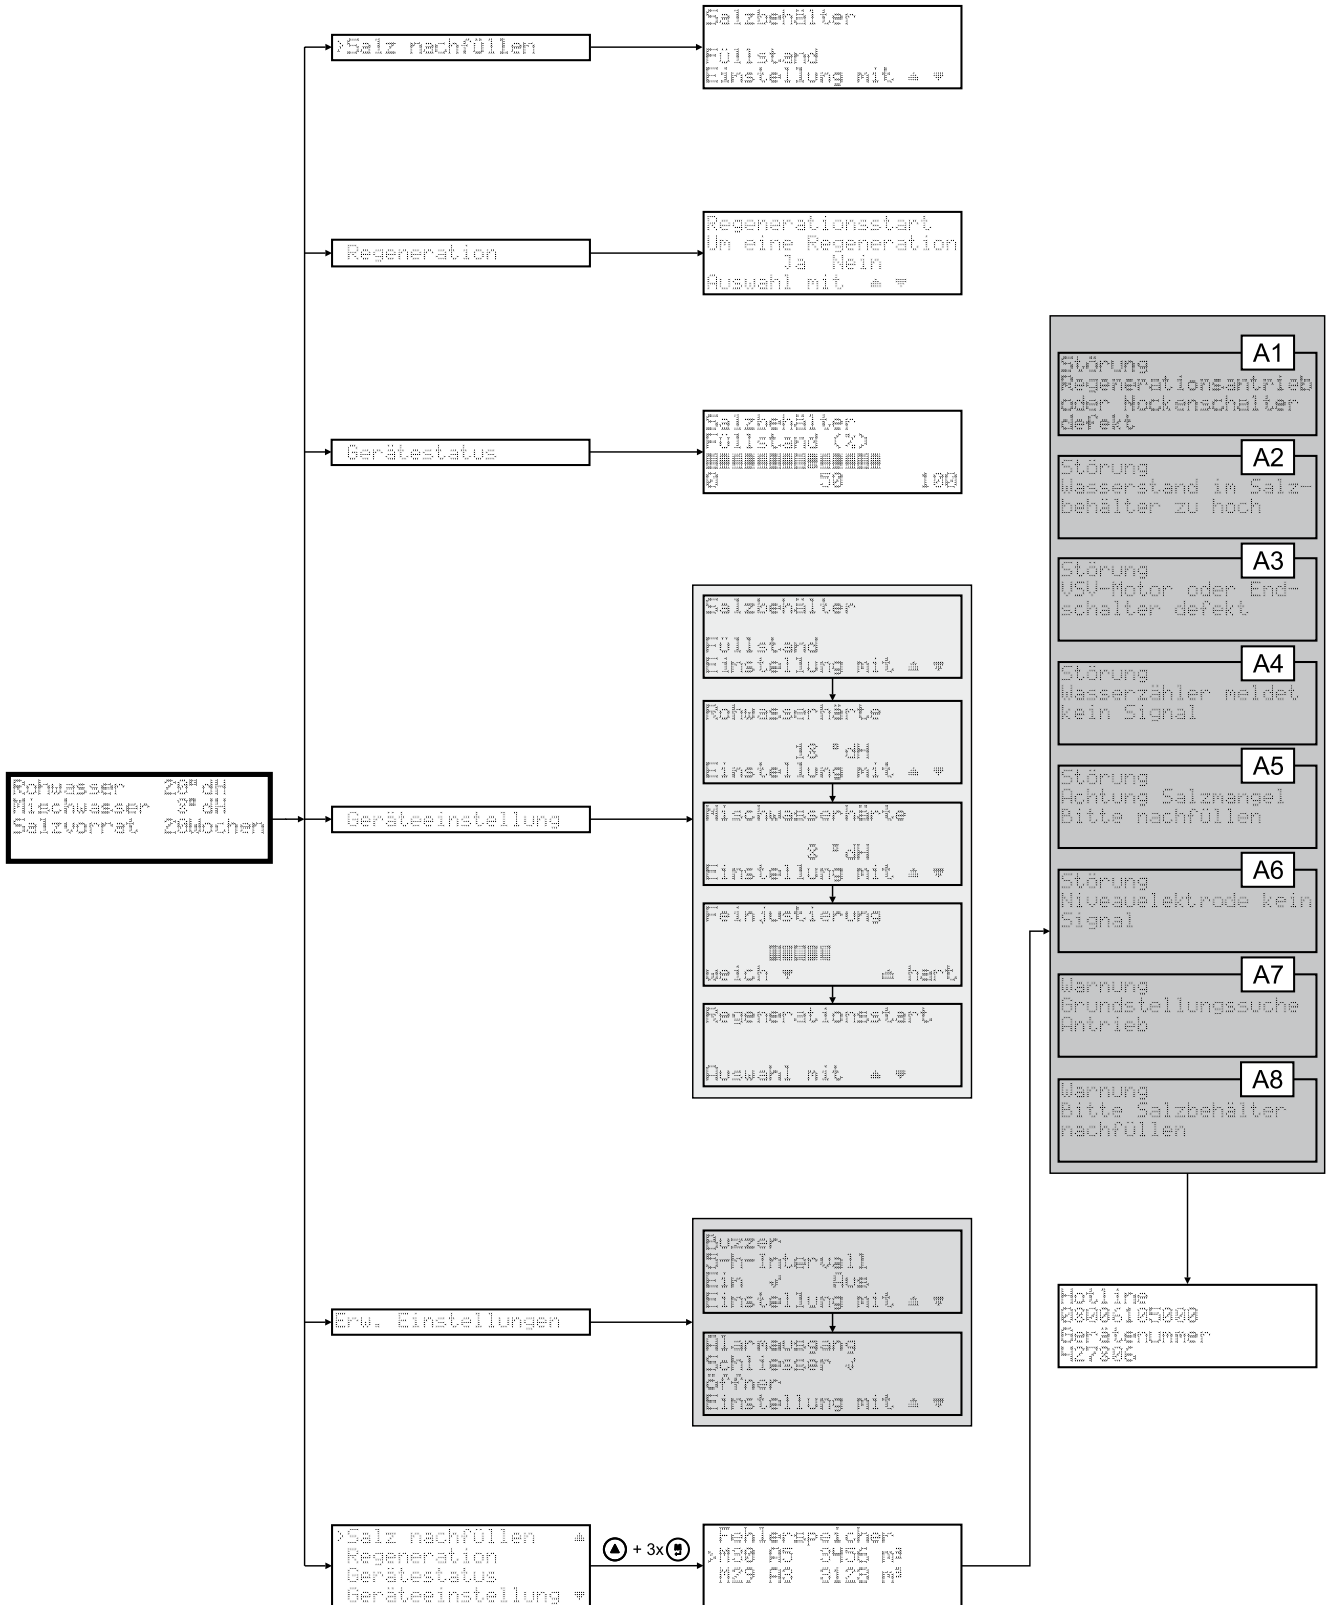 Salzbehälter
Füllstand
Einstellung mit ▲ ▼
>Salz nachfüllen
Regenerationsstart
Um eine Regeneration
Ja Nein
Auswahl mit ▲ ▼
Regeneration
Salzbehälter
Füllstand (%)
0 50 100
Gerätestatus
Rohwasser 20°dH
Mischwasser 8°dH
Salzvorrat 20Wochen
Geräteeinstellung
Salzbehälter
Füllstand
Einstellung mit ▲ ▼
Rohwasserhärte
18 °dH
Einstellung mit ▲ ▼
Mischwasserhärte
8 °dH
Einstellung mit ▲ ▼
Feinjustierung
weich ▼ ▲ hart
Regenerationsstart
Auswahl mit ▲ ▼
Erw. Einstellungen
Buzzer
5-h-Intervall
Ein √ Aus
Einstellung mit ▲ ▼
Alarmausgang
Schliesser √
öffner
Einstellung mit ▲ ▼
>Salz nachfüllen ▲
Regeneration
Gerätestatus
Geräteeinstellung ▼
▲ + 3x
Fehlerspeicher
>M30 A5 8456 m³
M29 A8 8128 m³
A1
Störung
Regenerationsantrieb
oder Nockenschalter
defekt
A2
Störung
Wasserstand im Salz-
behälter zu hoch
A3
Störung
VSV-Motor oder End-
schalter defekt
A4
Störung
Wasserzähler meldet
kein Signal
A5
Störung
Achtung Salzmangel
Bitte nachfüllen
A6
Störung
Niveauelektrode kein
Signal
A7
Warnung
Grundstellungssuche
Antrieb
A8
Warnung
Bitte Salzbehälter
nachfüllen
Hotline
08006105000
Gerätenummer
427806